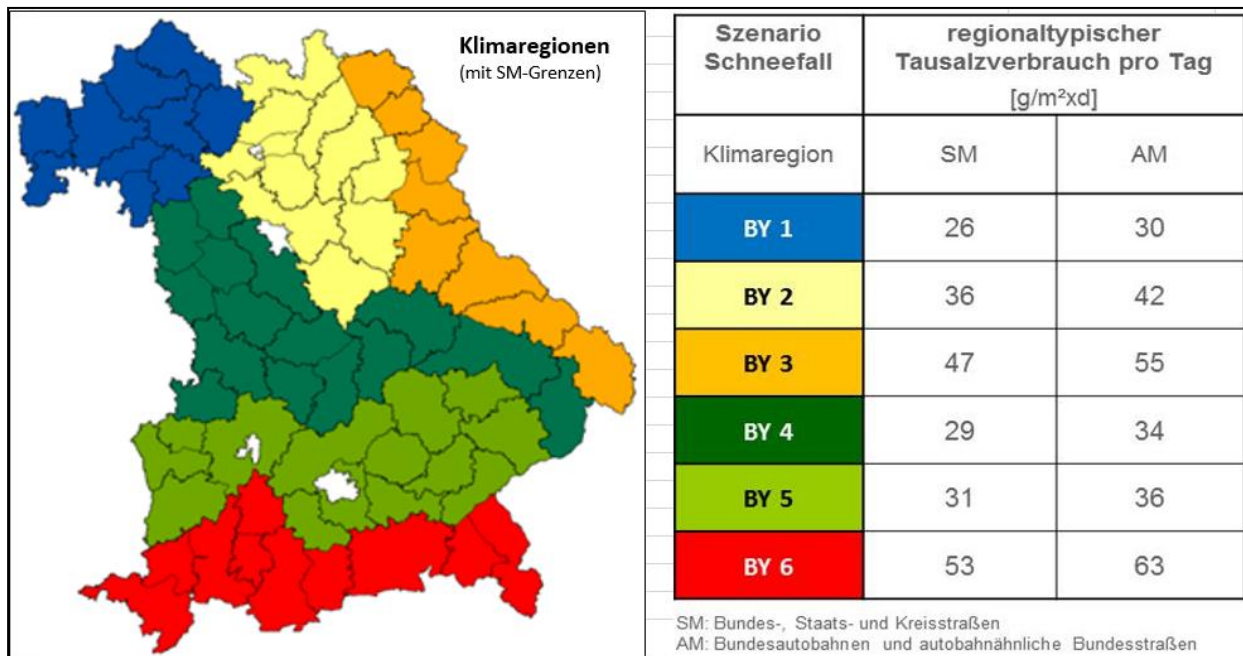 Klimaregionen
(mit SM-Grenzen)
Szenario Schneefall
regionaltypischer Tausalzverbrauch pro Tag
[g/m²xd]
Klimaregion SM AM
BY 1 26 30
BY 2 36 42
BY 3 47 55
BY 4 29 34
BY 5 31 36
BY 6 53 63
SM: Bundes-, Staats- und Kreisstraßen
AM: Bundesautobahnen und autobahnähnliche Bundesstraßen